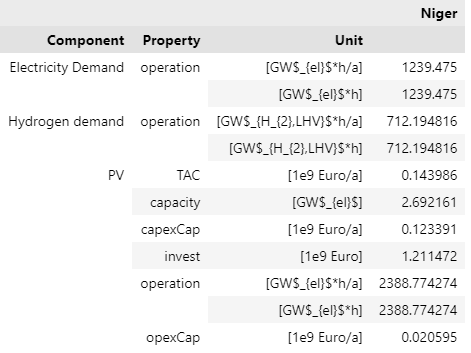 Niger
Component Property Unit
Electricity Demand operation [GW$_{el}$*h/a] 1239.475
[GW$_{el}$*h] 1239.475
Hydrogen demand operation [GW$_{H_{2},LHV}$*h/a] 712.194816
[GW$_{H_{2},LHV}$*h] 712.194816
PV TAC [1e9 Euro/a] 0.143986
capacity [GW$_{el}$] 2.692161
capexCap [1e9 Euro/a] 0.123391
invest [1e9 Euro] 1.211472
operation [GW$_{el}$*h/a] 2388.774274
[GW$_{el}$*h] 2388.774274
opexCap [1e9 Euro/a] 0.020595